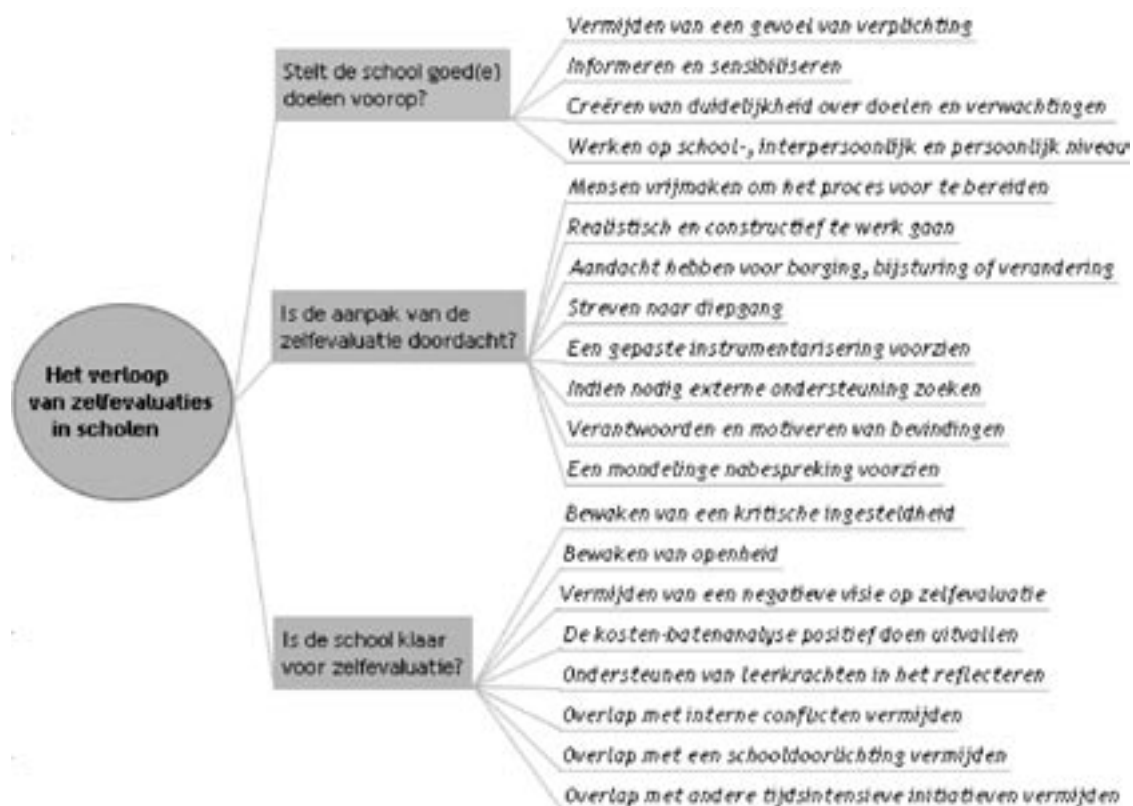 Het verloop
van zelfevaluaties
in scholen
Stelt de school goed(e)
doelen voorop?
Vermijden van een gevoel van verplichting
Informeren en sensibiliseren
Creëren van duidelijkheid over doelen en verwachtingen
Werken op school-, interpersoonlijk en persoonlijk niveau
Is de aanpak van de
zelfevaluatie doordacht?
Mensen vrijmaken om het proces voor te bereiden
Realistisch en constructief te werk gaan
Aandacht hebben voor borging, bijsturing of verandering
Streven naar diepgang
Een gepaste instrumentarisering voorzien
Indien nodig externe ondersteuning zoeken
Verantwoorden en motiveren van bevindingen
Een mondelinge nabespreking voorzien
Is de school klaar
voor zelfevaluatie?
Bewaken van een kritische ingesteldheid
Bewaken van openheid
Vermijden van een negatieve visie op zelfevaluatie
De kosten-batenanalyse positief doen uitvallen
Ondersteunen van leerkrachten in het reflecteren
Overlap met interne conflicten vermijden
Overlap met een schooldoorlichting vermijden
Overlap met andere tijdsintensieve initiatieven vermijden